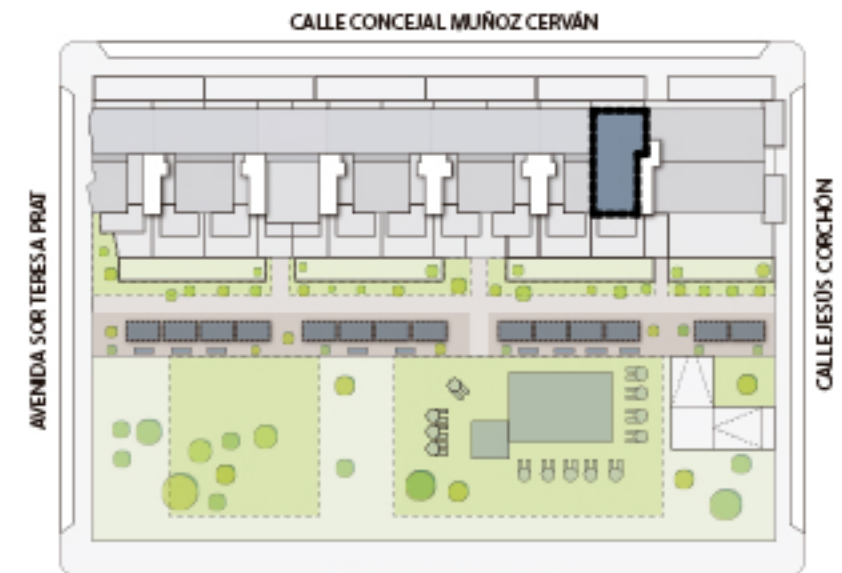 CALLE CONCEJAL MUÑOZ CERVÁN
AVENIDA SOR TERESA PRAT
CALLE JESÚS CORCHÓN